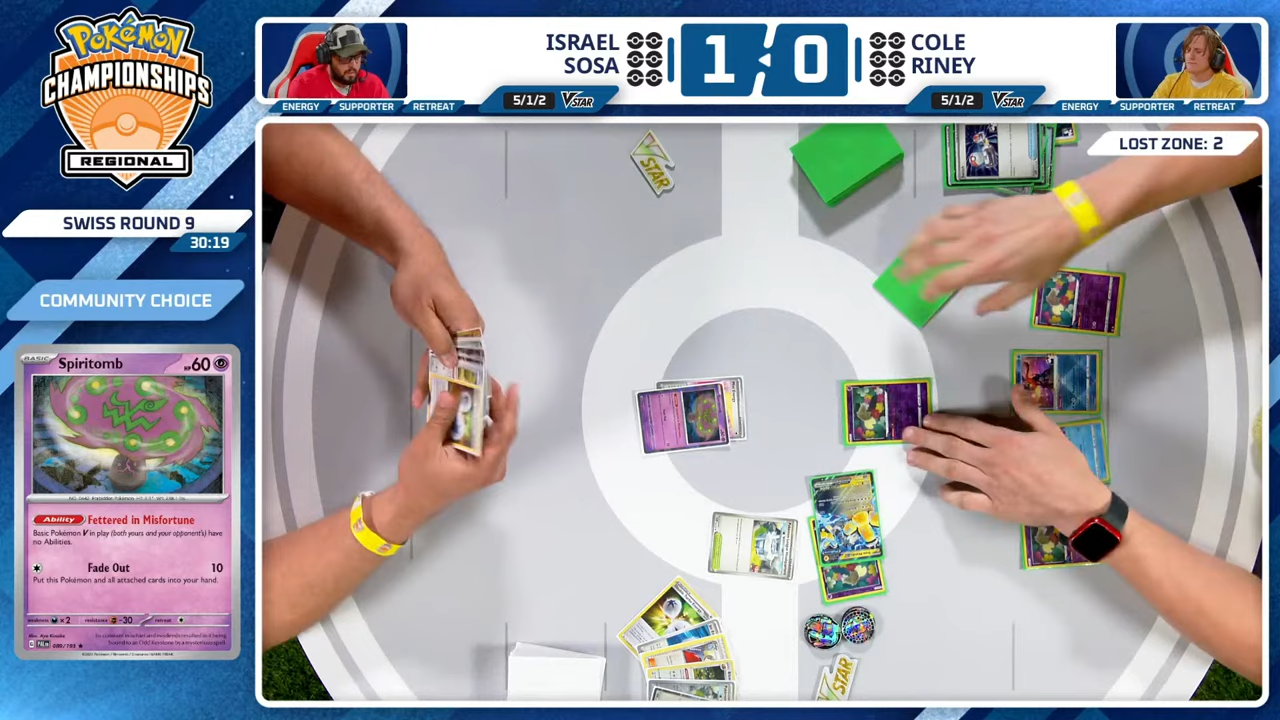 Pokémon
CHAMPIONSHIPS
REGIONAL
SWISS ROUND 9
30:19
COMMUNITY CHOICE
BASIC
Spiritomb
HP60
Ability Fettered in Misfortune
Basic Pokémon V in play (both yours and your opponent's) have
no Abilities.
Fade Out 10
Put this Pokémon and all attached cards into your hand.
ISRAEL
SOSA
1 0
COLE
RINEY
ENERGY SUPPORTER RETREAT
5/1/2 VSTAR
5/1/2 VSTAR
ENERGY SUPPORTER RETREAT
LOST ZONE: 2
VSTAR
VSTAR